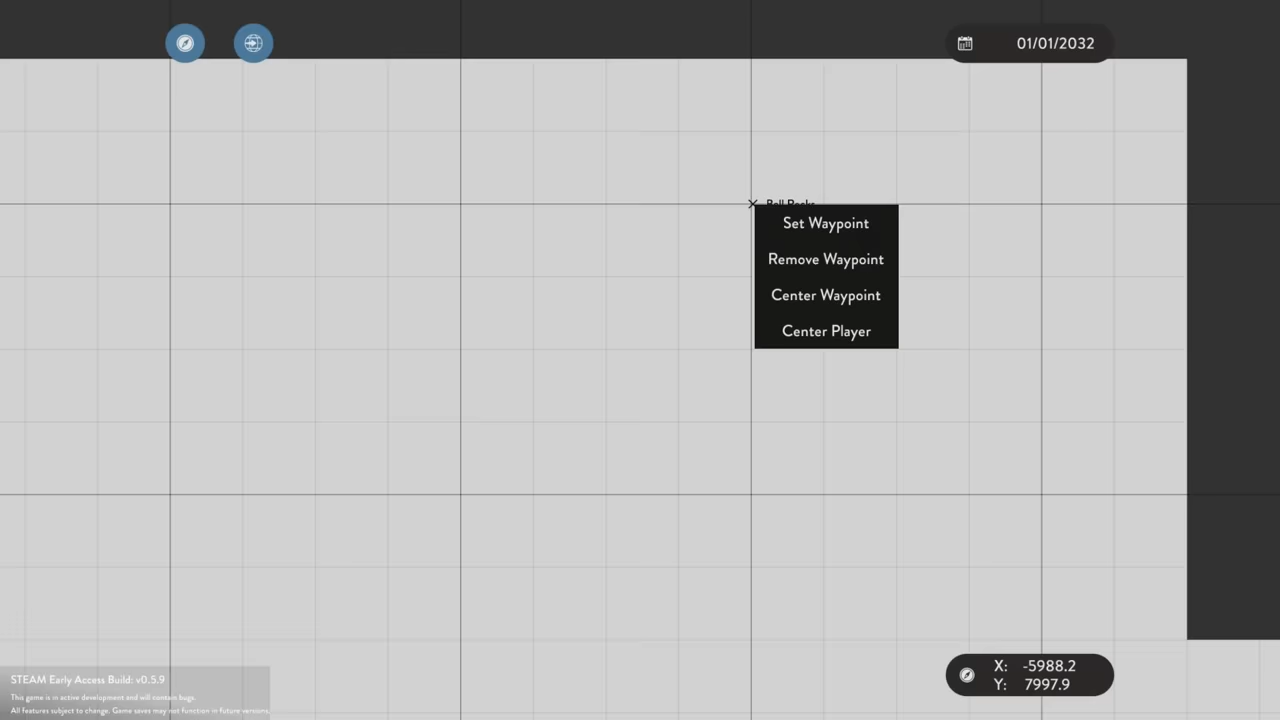 01/01/2032
Bell Rocks
Set Waypoint
Remove Waypoint
Center Waypoint
Center Player
X: -5988.2
Y: 7997.9
STEAM Early Access Build: v0.5.9
This game is in active development and will contain bugs.
All features subject to change. Game saves may not function in future versions.